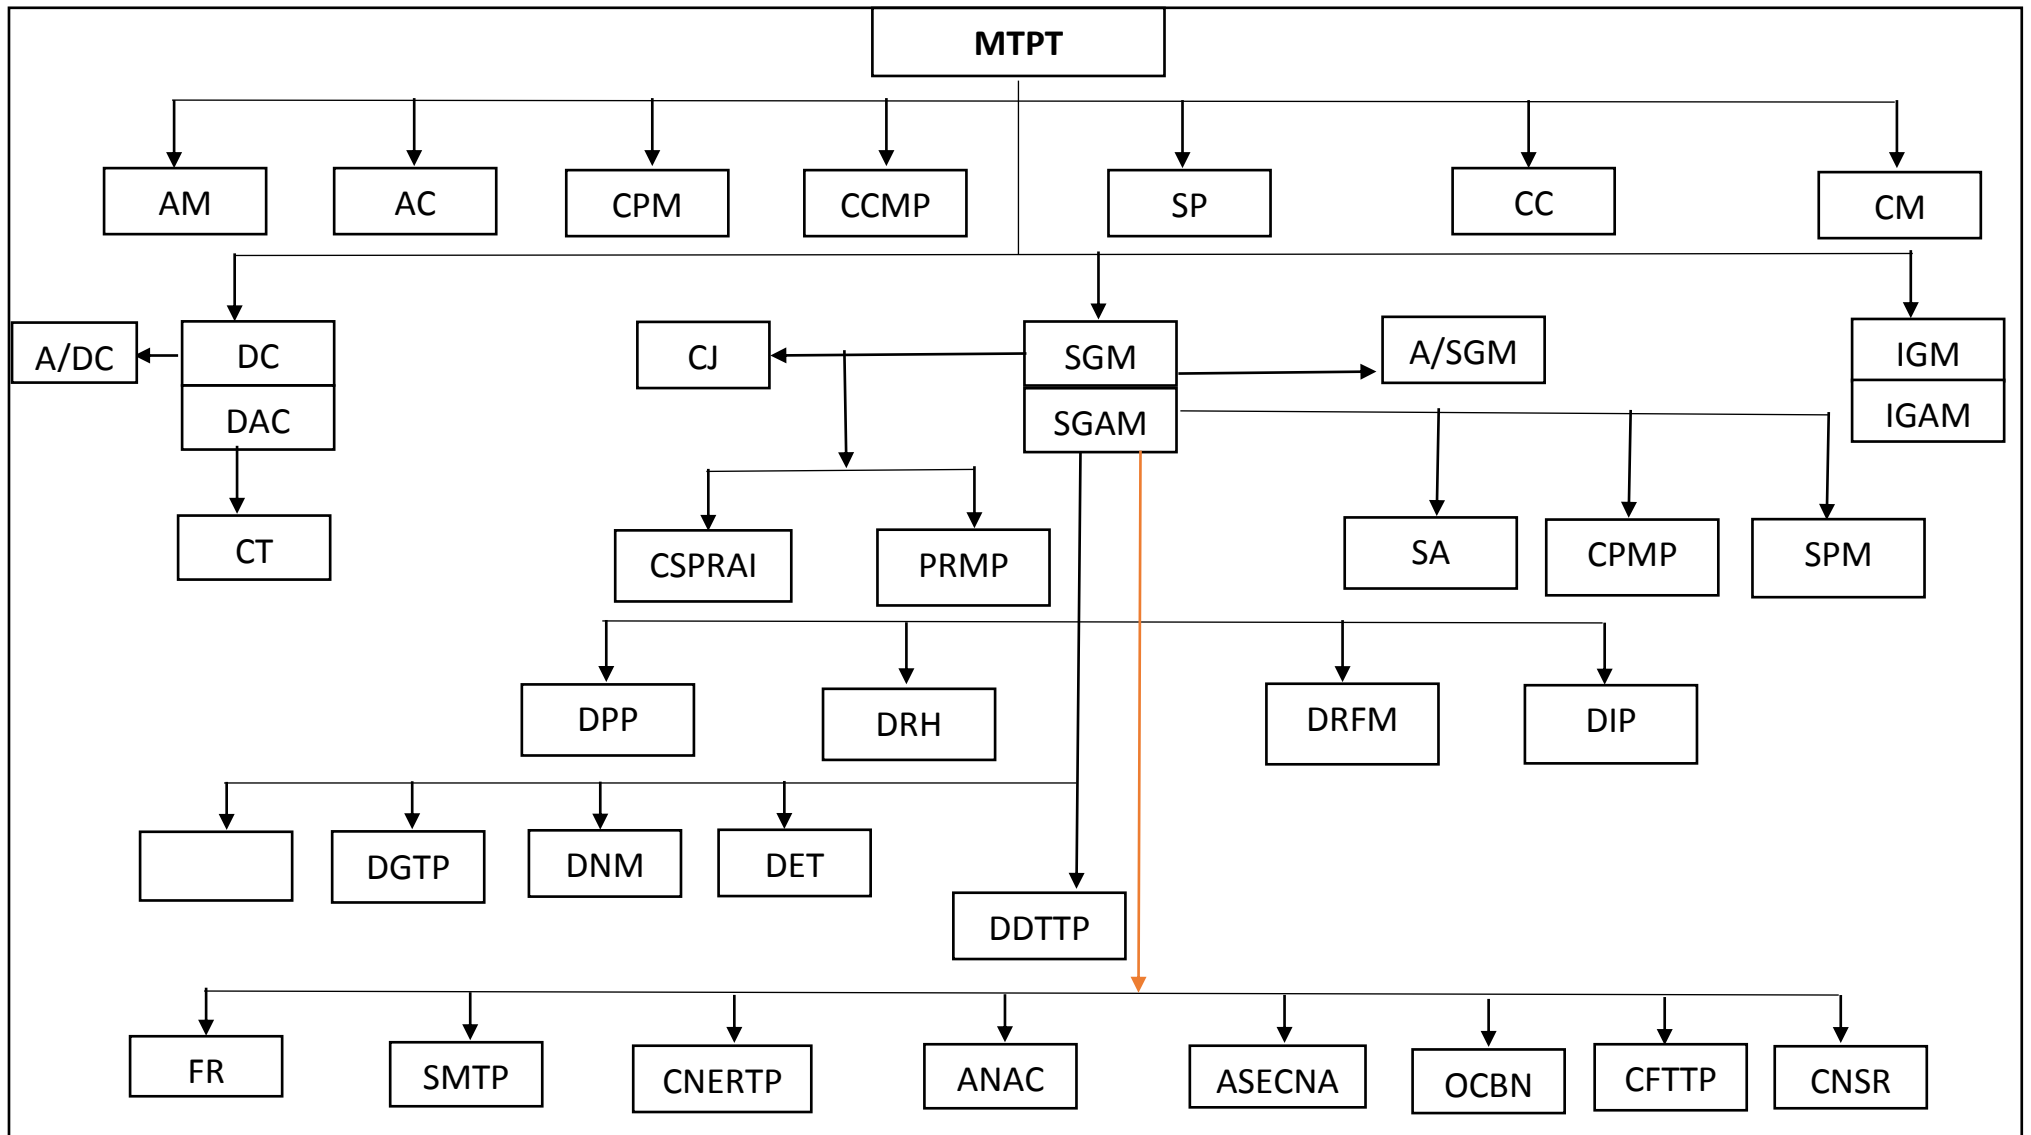 MTPT
AM
AC
CPM
CCMP
SP
CC
CM
A/DC
DC
DAC
CT
CJ
SGM
SGAM
A/SGM
IGM
IGAM
CSPRAI
PRMP
SA
CPMP
SPM
DPP
DRH
DRFM
DIP
DGTP
DNM
DET
DDTTP
FR
SMTP
CNERTP
ANAC
ASECNA
OCBN
CFTTP
CNSR